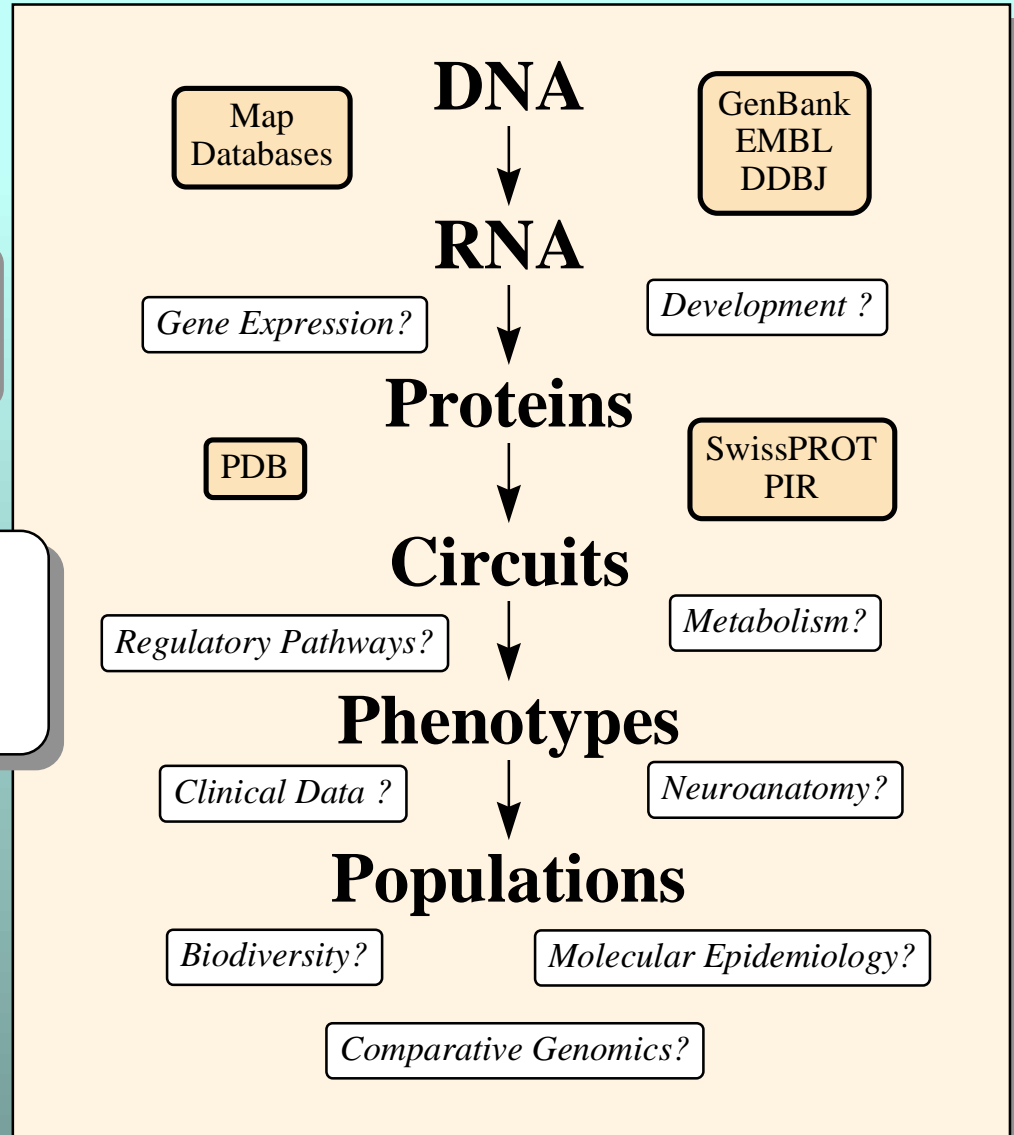 DNA
Map
Databases
GenBank
EMBL
DDBJ
RNA
Gene Expression?
Development ?
Proteins
PDB
SwissPROT
PIR
Circuits
Regulatory Pathways?
Metabolism?
Phenotypes
Clinical Data ?
Neuroanatomy?
Populations
Biodiversity?
Molecular Epidemiology?
Comparative Genomics?